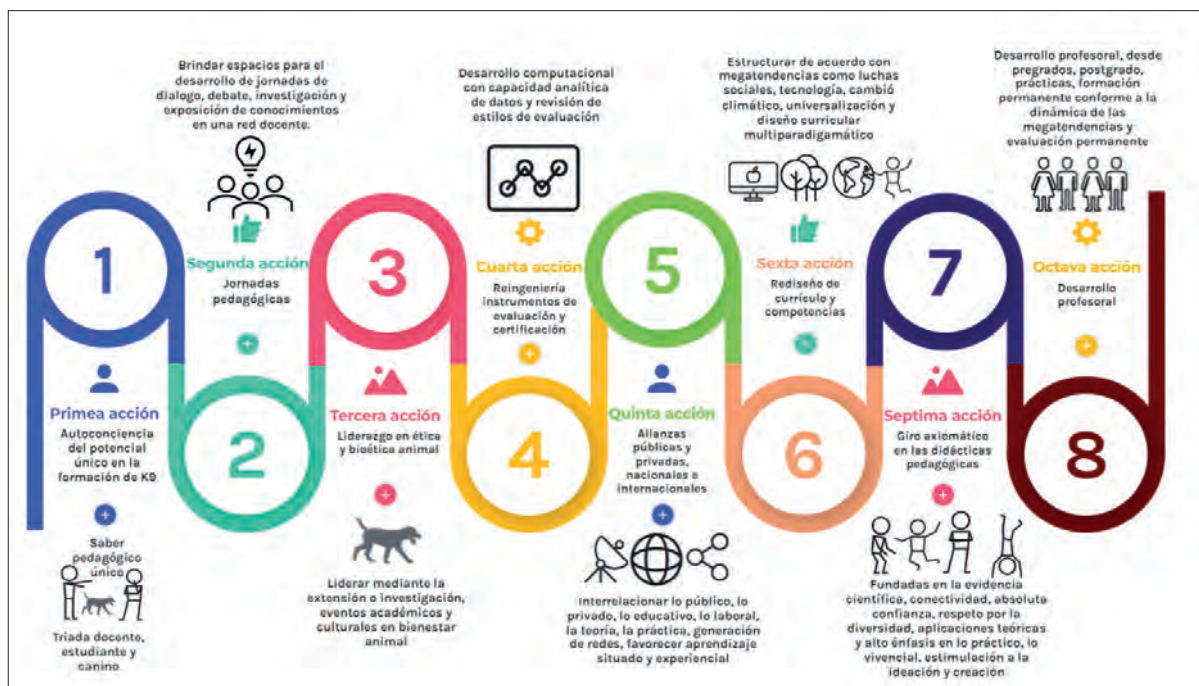 1
Primea acción
Autoconciencia
del potencial
único en la
formación de K9
Saber
pedagógico
único
Triada docente,
estudiante y
canino
Brindar espacios para el
desarrollo de jornadas de
dialogo, debate, investigación y
exposición de conocimientos
en una red docente.
Segunda acción
Jornadas
pedagógicas
2
3
Tercera acción
Liderazgo en ética
y bioética animal
Liderar mediante la
extensión o investigación,
eventos académicos y
culturales en bienestar
animal
Desarrollo computacional
con capacidad analítica
de datos y revisión de
estilos de evaluación
Cuarta acción
Reingeniería
instrumentos de
evaluación y
certificación
4
5
Quinta acción
Alianzas
públicas y
privadas,
nacionales e
internacionales
Interrelacionar lo público, lo
privado, lo educativo, lo laboral,
la teoría, la práctica, generación
de redes, favorecer aprendizaje
situado y experiencial
Estructurar de acuerdo con
megatendencias como luchas
sociales, tecnología, cambió
climático, universalización y
diseño curricular
multiparadigamático
Sexta acción
Rediseño de
currículo y
competencias
6
7
Septima acción
Giro axiomático
en las didácticas
pedagógicas
Fundadas en la evidencia
científica, conectividad, absoluta
confianza, respeto por la
diversidad, aplicaciones teóricas
y alto énfasis en lo práctico, lo
vivencial, estimulación a la
ideación y creación
Desarrollo profesoral, desde
pregrados, postgrado,
prácticas, formación
permanente conforme a la
dinámica de las
megatendencias y
evaluación permanente
Octava acción
Desarrollo
profesoral
8